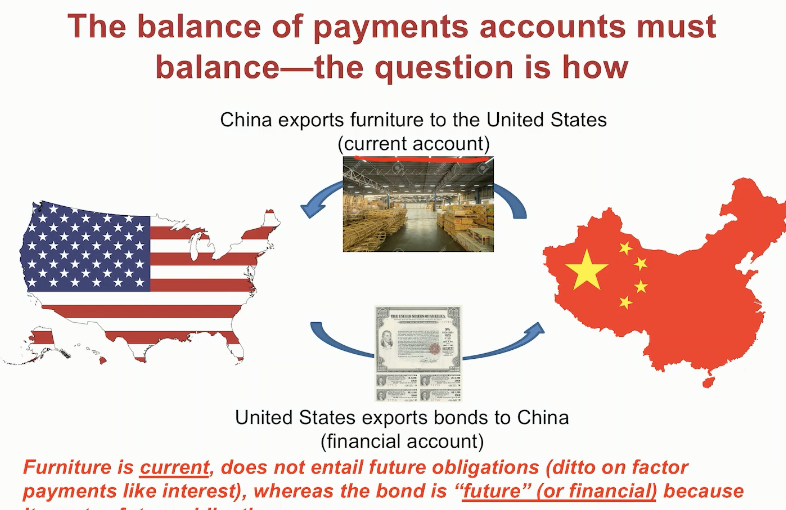 The balance of payments accounts must
balance—the question is how
China exports furniture to the United States
(current account)
United States exports bonds to China
(financial account)
Furniture is current, does not entail future obligations (ditto on factor
payments like interest), whereas the bond is “future” (or financial) because